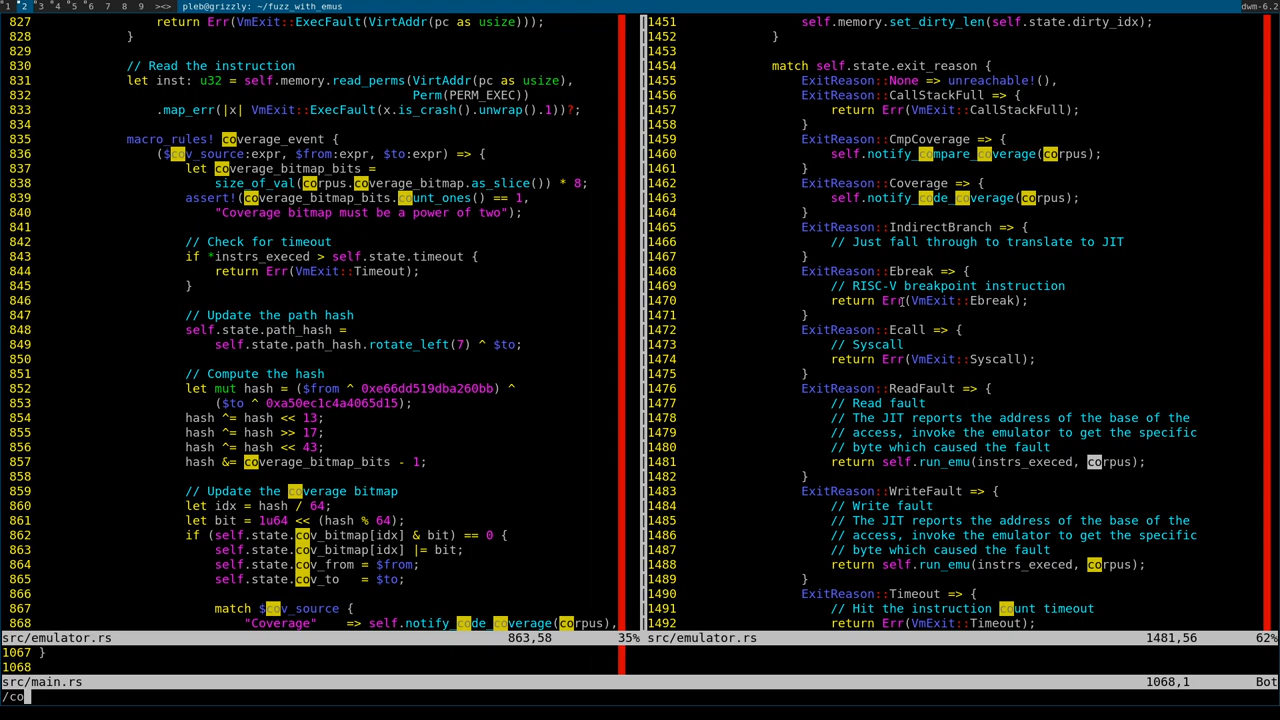 1 2 3 4 5 6 7 8 9 ><> pleb@grizzly: ~/fuzz_with_emus dwm-6.2
827                 return Err(VmExit::ExecFault(VirtAddr(pc as usize)));
828             }
829
830             // Read the instruction
831             let inst: u32 = self.memory.read_perms(VirtAddr(pc as usize),
832                                                    Perm(PERM_EXEC))
833                 .map_err(|x| VmExit::ExecFault(x.is_crash().unwrap().1))?;
834
835             macro_rules! coverage_event {
836                 ($cov_source:expr, $from:expr, $to:expr) => {
837                     let coverage_bitmap_bits =
838                         size_of_val(corpus.coverage_bitmap.as_slice()) * 8;
839                     assert!(coverage_bitmap_bits.count_ones() == 1,
840                         "Coverage bitmap must be a power of two");
841
842                     // Check for timeout
843                     if *instrs_execed > self.state.timeout {
844                         return Err(VmExit::Timeout);
845                     }
846
847                     // Update the path hash
848                     self.state.path_hash =
849                         self.state.path_hash.rotate_left(7) ^ $to;
850
851                     // Compute the hash
852                     let mut hash = ($from ^ 0xe66dd519dba260bb) ^
853                         ($to ^ 0xa50ec1c4a4065d15);
854                     hash ^= hash << 13;
855                     hash ^= hash >> 17;
856                     hash ^= hash << 43;
857                     hash &= coverage_bitmap_bits - 1;
858
859                     // Update the coverage bitmap
860                     let idx = hash / 64;
861                     let bit = 1u64 << (hash % 64);
862                     if (self.state.cov_bitmap[idx] & bit) == 0 {
863                         self.state.cov_bitmap[idx] |= bit;
864                         self.state.cov_from = $from;
865                         self.state.cov_to   = $to;
866
867                         match $cov_source {
868                             "Coverage"    => self.notify_code_coverage(corpus),
src/emulator.rs 863,58 35%
1451                     self.memory.set_dirty_len(self.state.dirty_idx);
1452                 }
1453
1454                 match self.state.exit_reason {
1455                     ExitReason::None => unreachable!(),
1456                     ExitReason::CallStackFull => {
1457                         return Err(VmExit::CallStackFull);
1458                     }
1459                     ExitReason::CmpCoverage => {
1460                         self.notify_compare_coverage(corpus);
1461                     }
1462                     ExitReason::Coverage => {
1463                         self.notify_code_coverage(corpus);
1464                     }
1465                     ExitReason::IndirectBranch => {
1466                         // Just fall through to translate to JIT
1467                     }
1468                     ExitReason::Ebreak => {
1469                         // RISC-V breakpoint instruction
1470                         return Err(VmExit::Ebreak);
1471                     }
1472                     ExitReason::Ecall => {
1473                         // Syscall
1474                         return Err(VmExit::Syscall);
1475                     }
1476                     ExitReason::ReadFault => {
1477                         // Read fault
1478                         // The JIT reports the address of the base of the
1479                         // access, invoke the emulator to get the specific
1480                         // byte which caused the fault
1481                         return self.run_emu(instrs_execed, corpus);
1482                     }
1483                     ExitReason::WriteFault => {
1484                         // Write fault
1485                         // The JIT reports the address of the base of the
1486                         // access, invoke the emulator to get the specific
1487                         // byte which caused the fault
1488                         return self.run_emu(instrs_execed, corpus);
1489                     }
1490                     ExitReason::Timeout => {
1491                         // Hit the instruction count timeout
1492                         return Err(VmExit::Timeout);
src/emulator.rs 1481,56 62%
1067 }
1068
src/main.rs 1068,1 Bot
/co